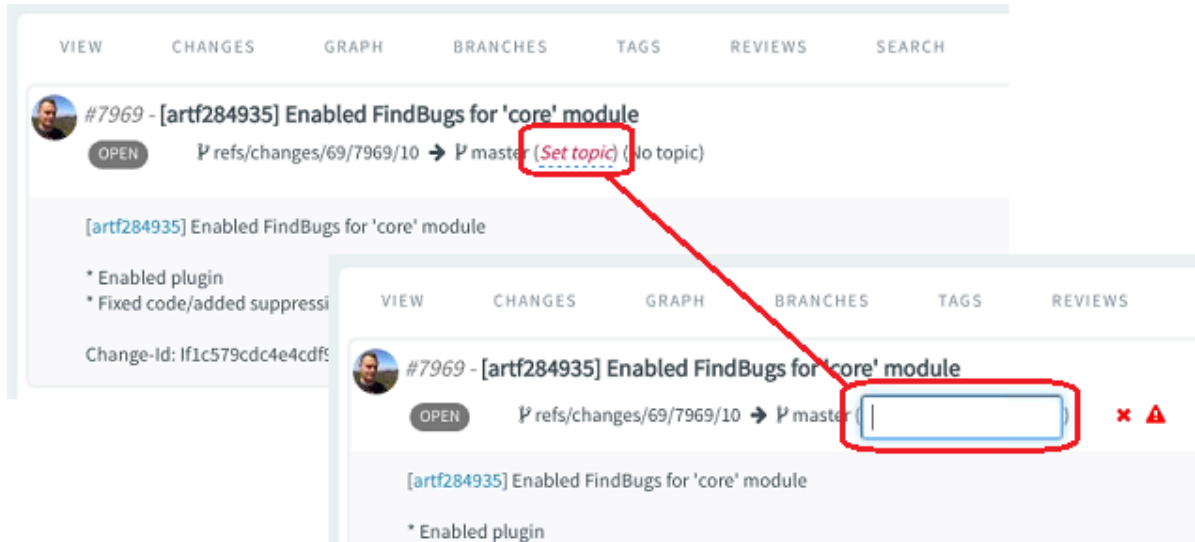 VIEW CHANGES GRAPH BRANCHES TAGS REVIEWS SEARCH
#7969 - [artf284935] Enabled FindBugs for 'core' module
OPEN refs/changes/69/7969/10 → master (Set topic) (No topic)
[artf284935] Enabled FindBugs for 'core' module
* Enabled plugin
* Fixed code/added suppressi
Change-Id: If1c579cdc4e4cdf9
VIEW CHANGES GRAPH BRANCHES TAGS REVIEWS
#7969 - [artf284935] Enabled FindBugs for 'core' module
OPEN refs/changes/69/7969/10 → master ( )
[artf284935] Enabled FindBugs for 'core' module
* Enabled plugin